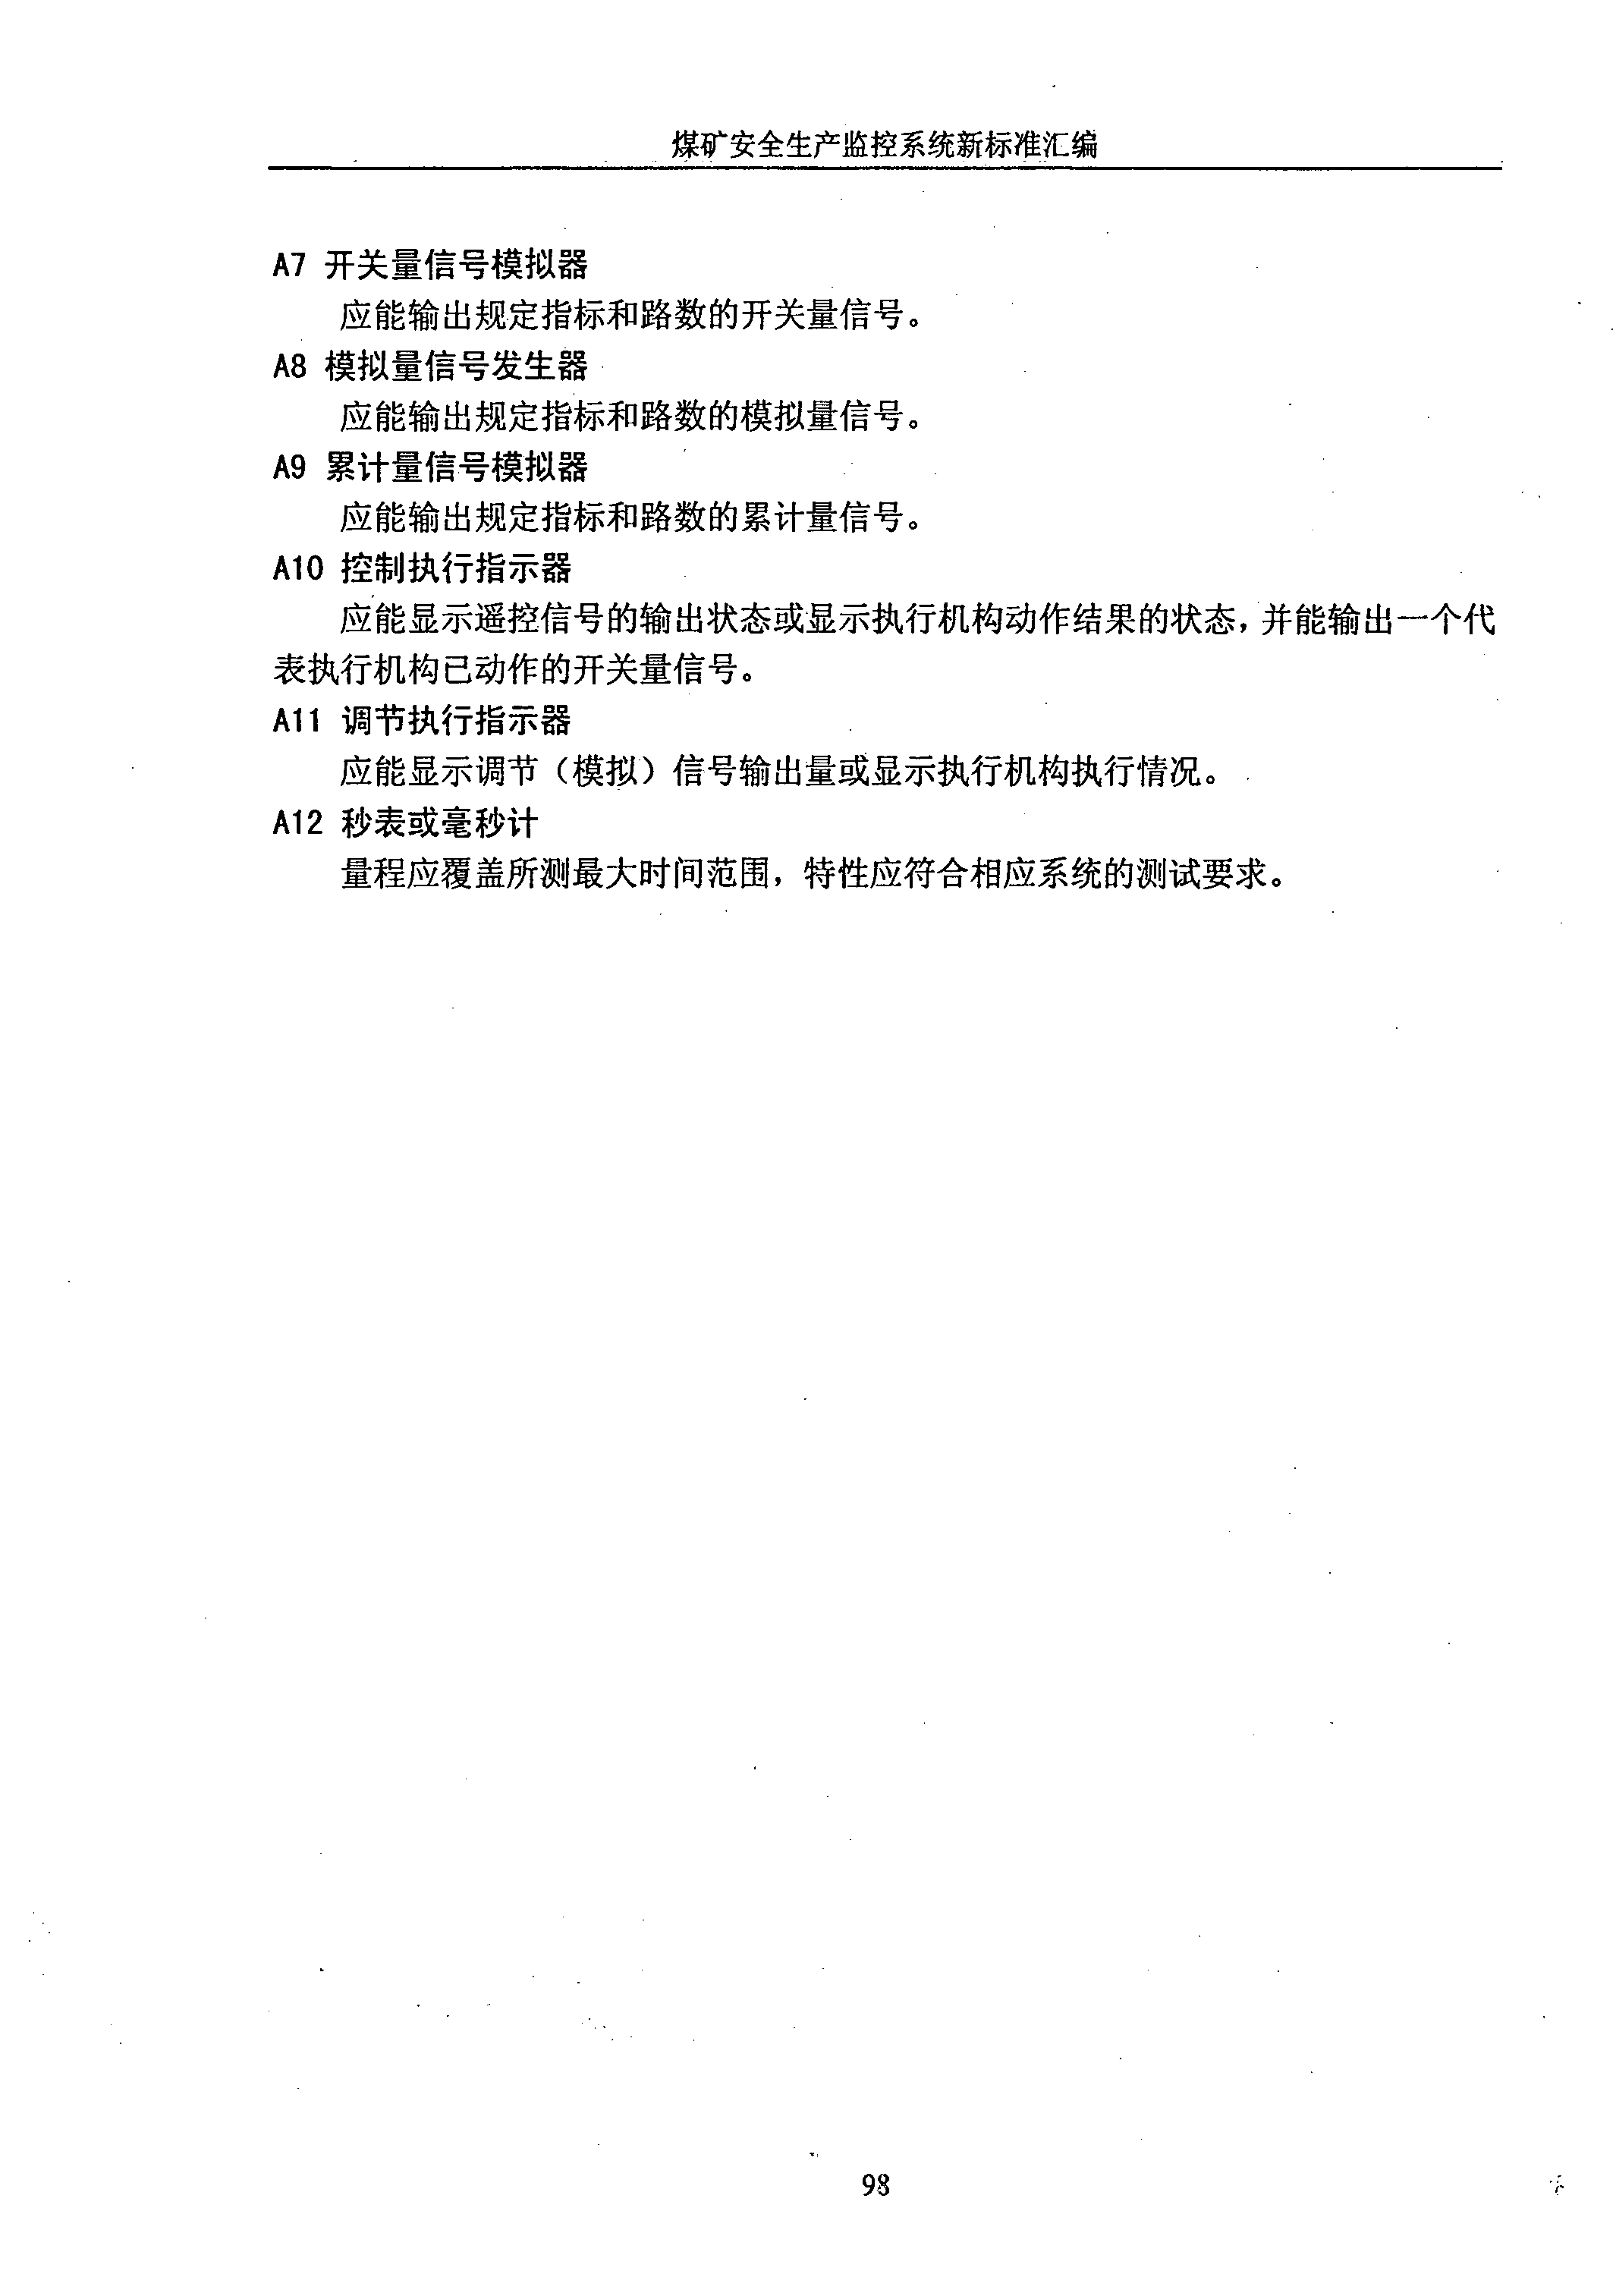 煤矿安全生产监控系统新标准汇编
A7 开关量信号模拟器
应能输出规定指标和路数的开关量信号。
A8 模拟量信号发生器
应能输出规定指标和路数的模拟量信号。
A9 累计量信号模拟器
应能输出规定指标和路数的累计量信号。
A10 控制执行指示器
应能显示遥控信号的输出状态或显示执行机构动作结果的状态，并能输出一个代
表执行机构已动作的开关量信号。
A11 调节执行指示器
应能显示调节（模拟）信号输出量或显示执行机构执行情况。
A12 秒表或毫秒计
量程应覆盖所测最大时间范围，特性应符合相应系统的测试要求。
98